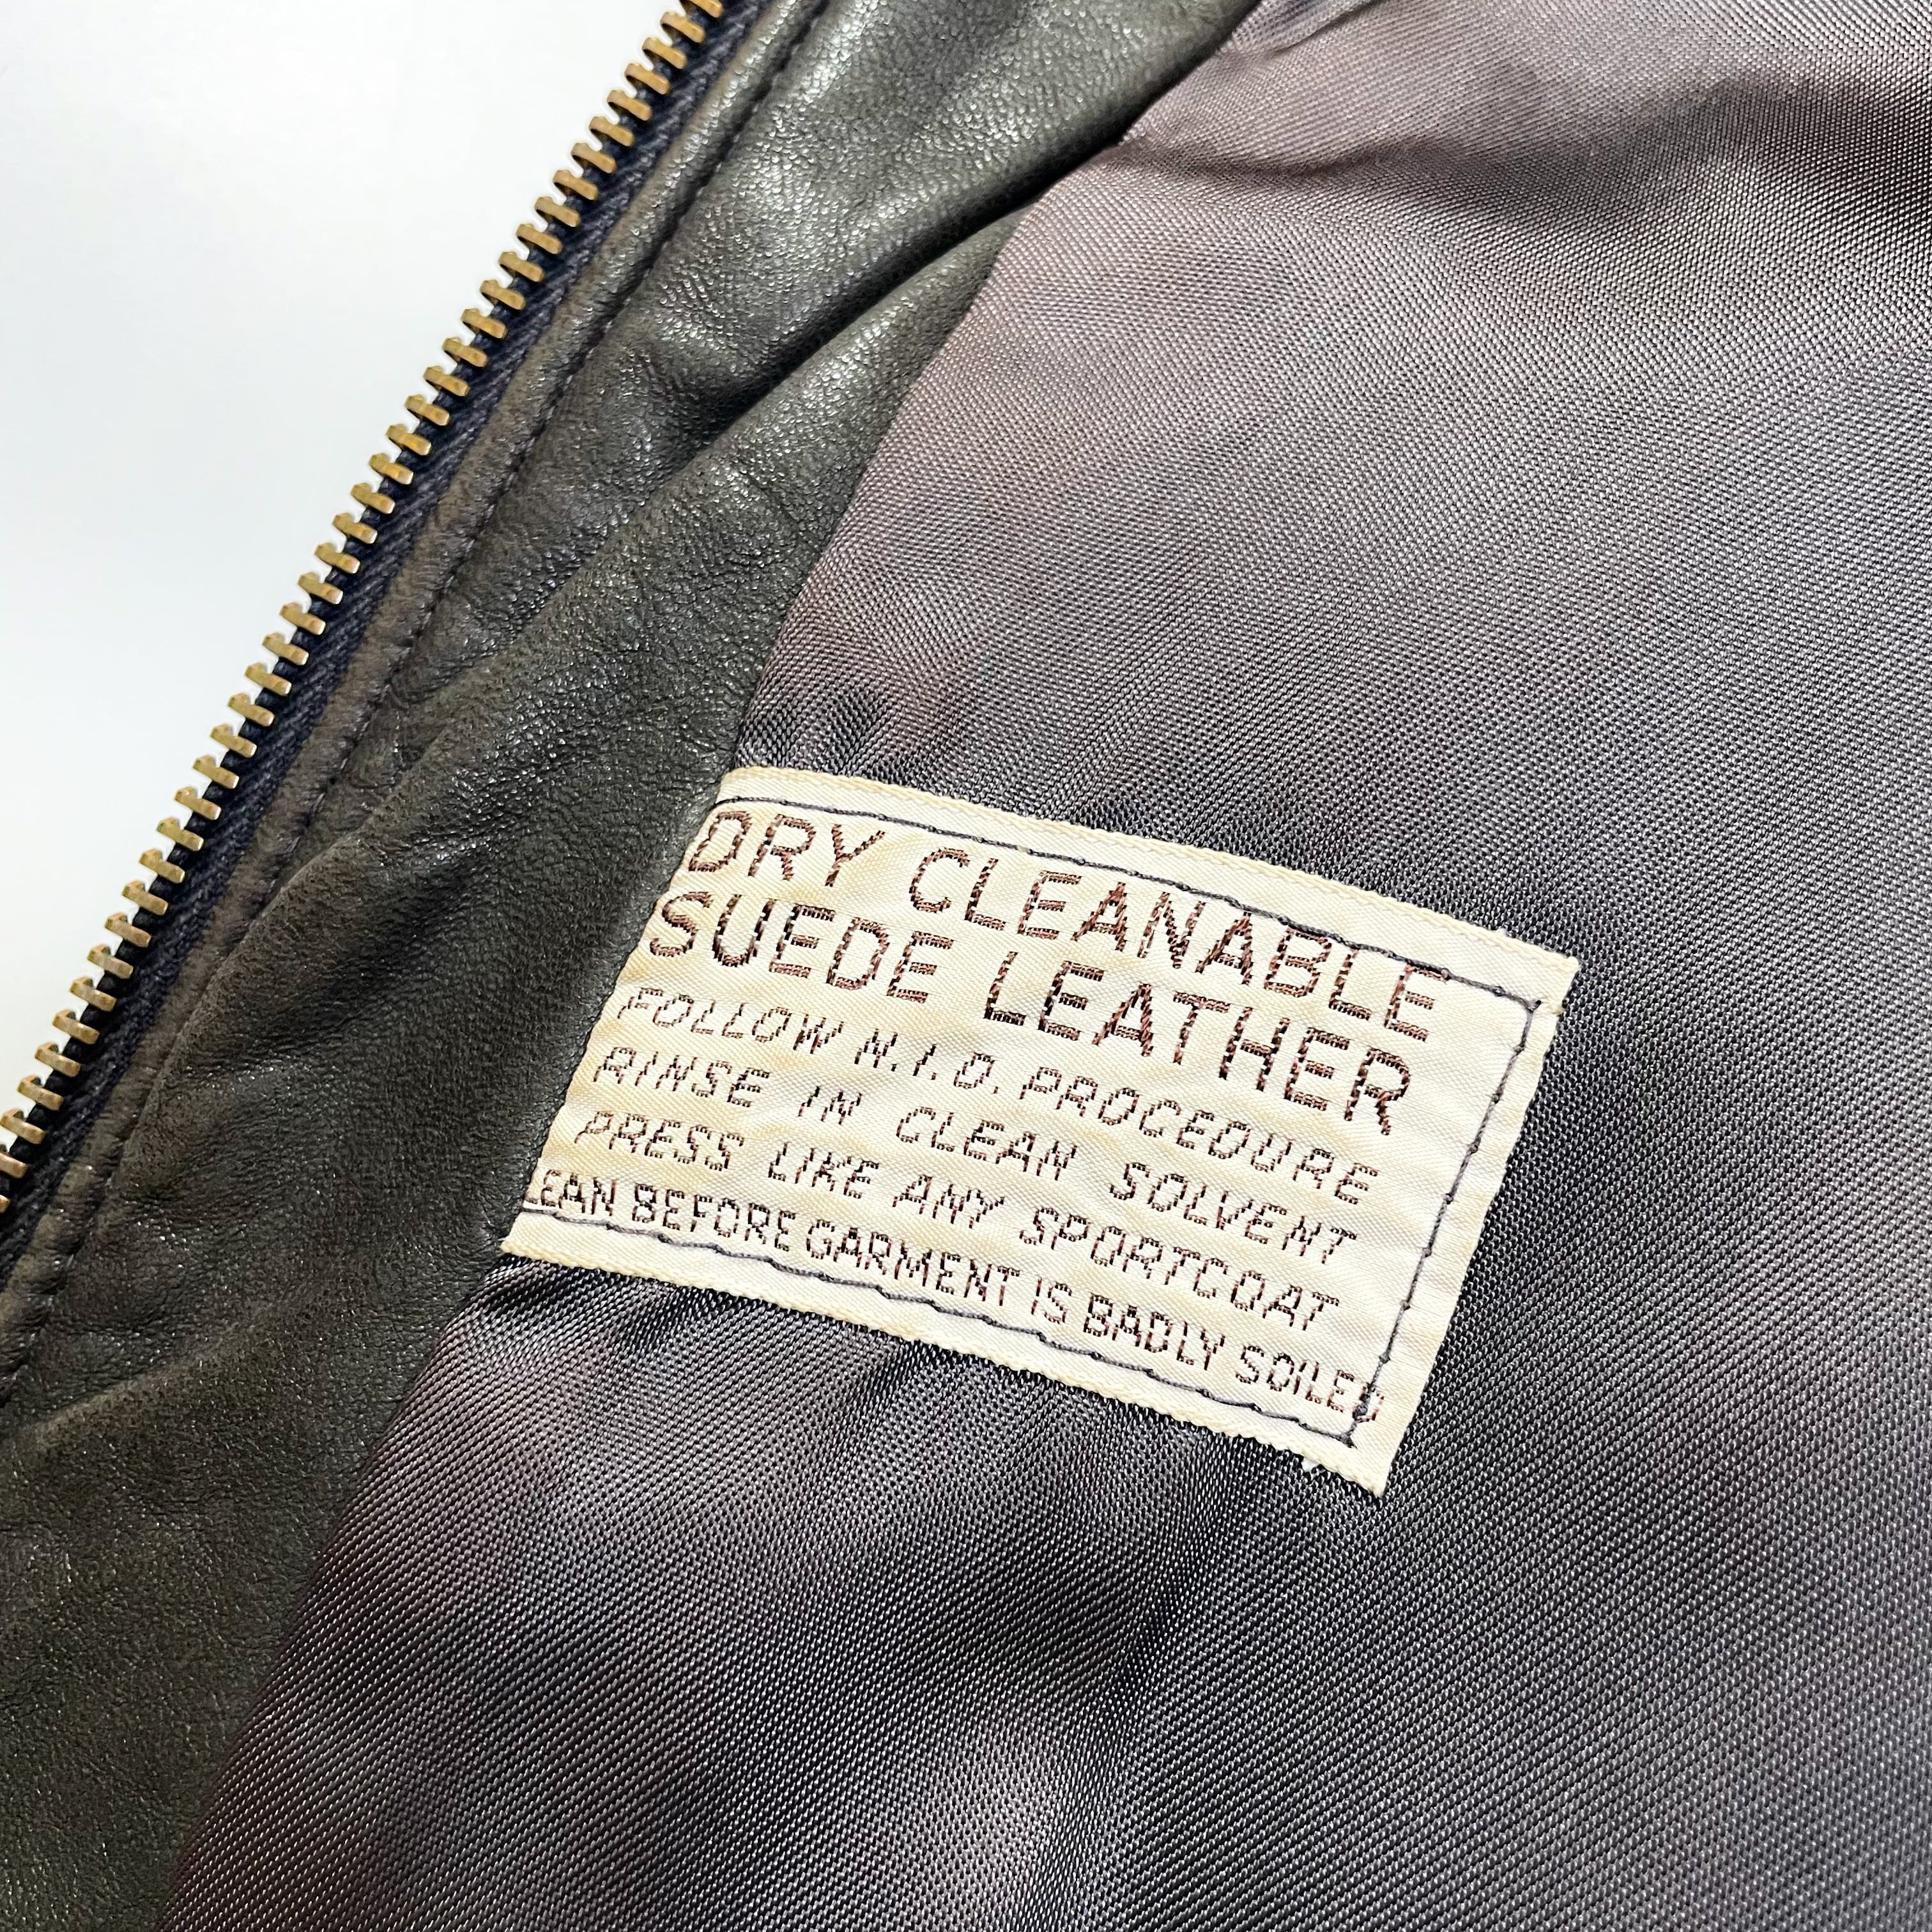 DRY CLEANABLE
SUEDE LEATHER
FOLLOW N.I.D. PROCEDURE
RINSE IN CLEAN SOLVENT
PRESS LIKE ANY SPORTCOAT
LEAN BEFORE GARMENT IS BADLY SOILED